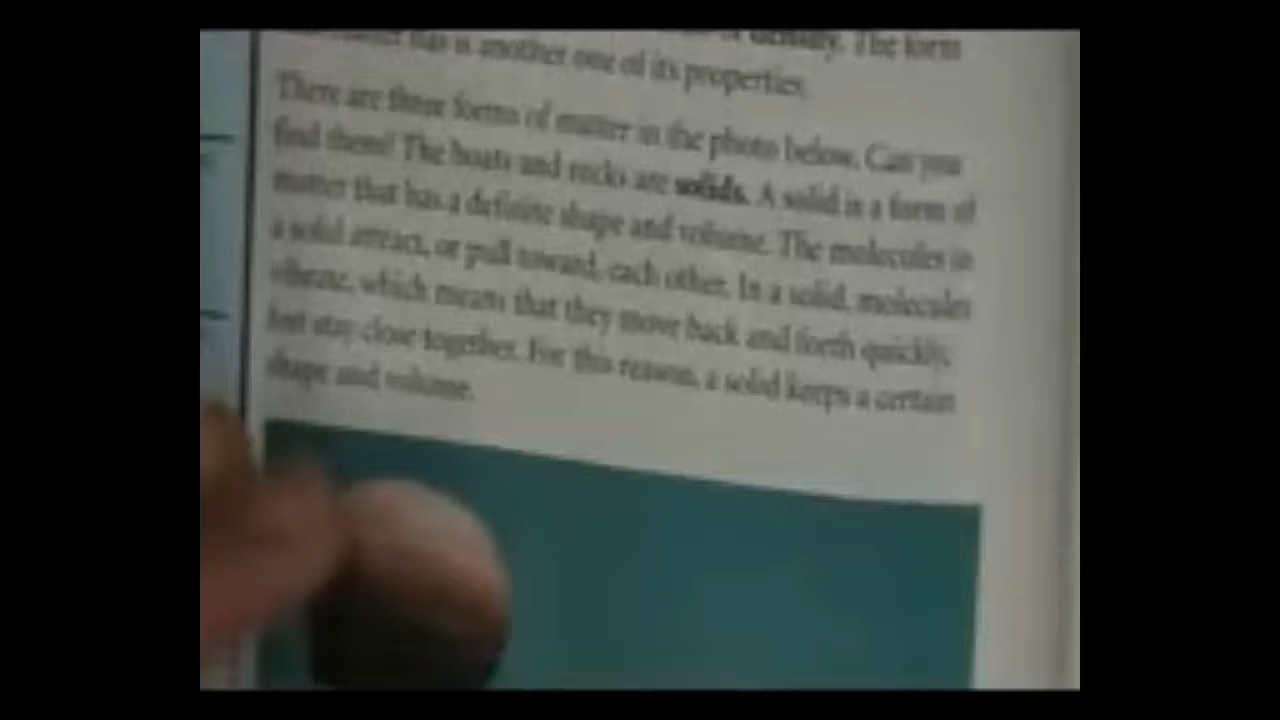 density. The form
has is another one of its properties.
There are three forms of matter in the photo below. Can you
find them? The boats and rocks are solids. A solid is a form of
matter that has a definite shape and volume. The molecules in
a solid attract, or pull toward, each other. In a solid, molecules
vibrate, which means that they move back and forth quickly,
but stay close together. For this reason, a solid keeps a certain
shape and volume.